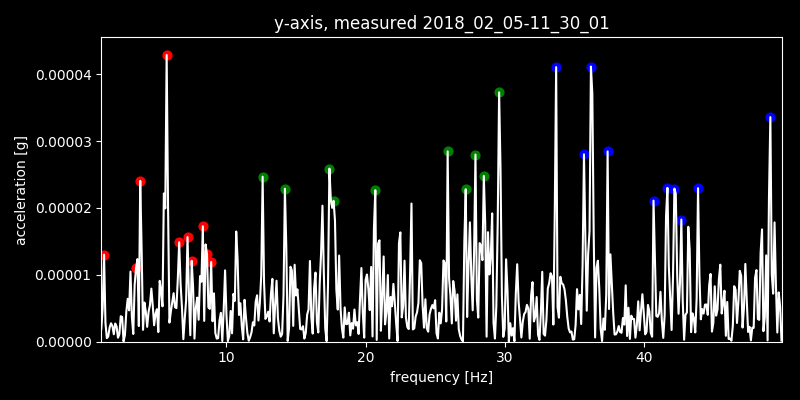 y-axis, measured 2018_02_05-11_30_01
acceleration [g]
0.00004
0.00003
0.00002
0.00001
0.00000
10 20 30 40
frequency [Hz]